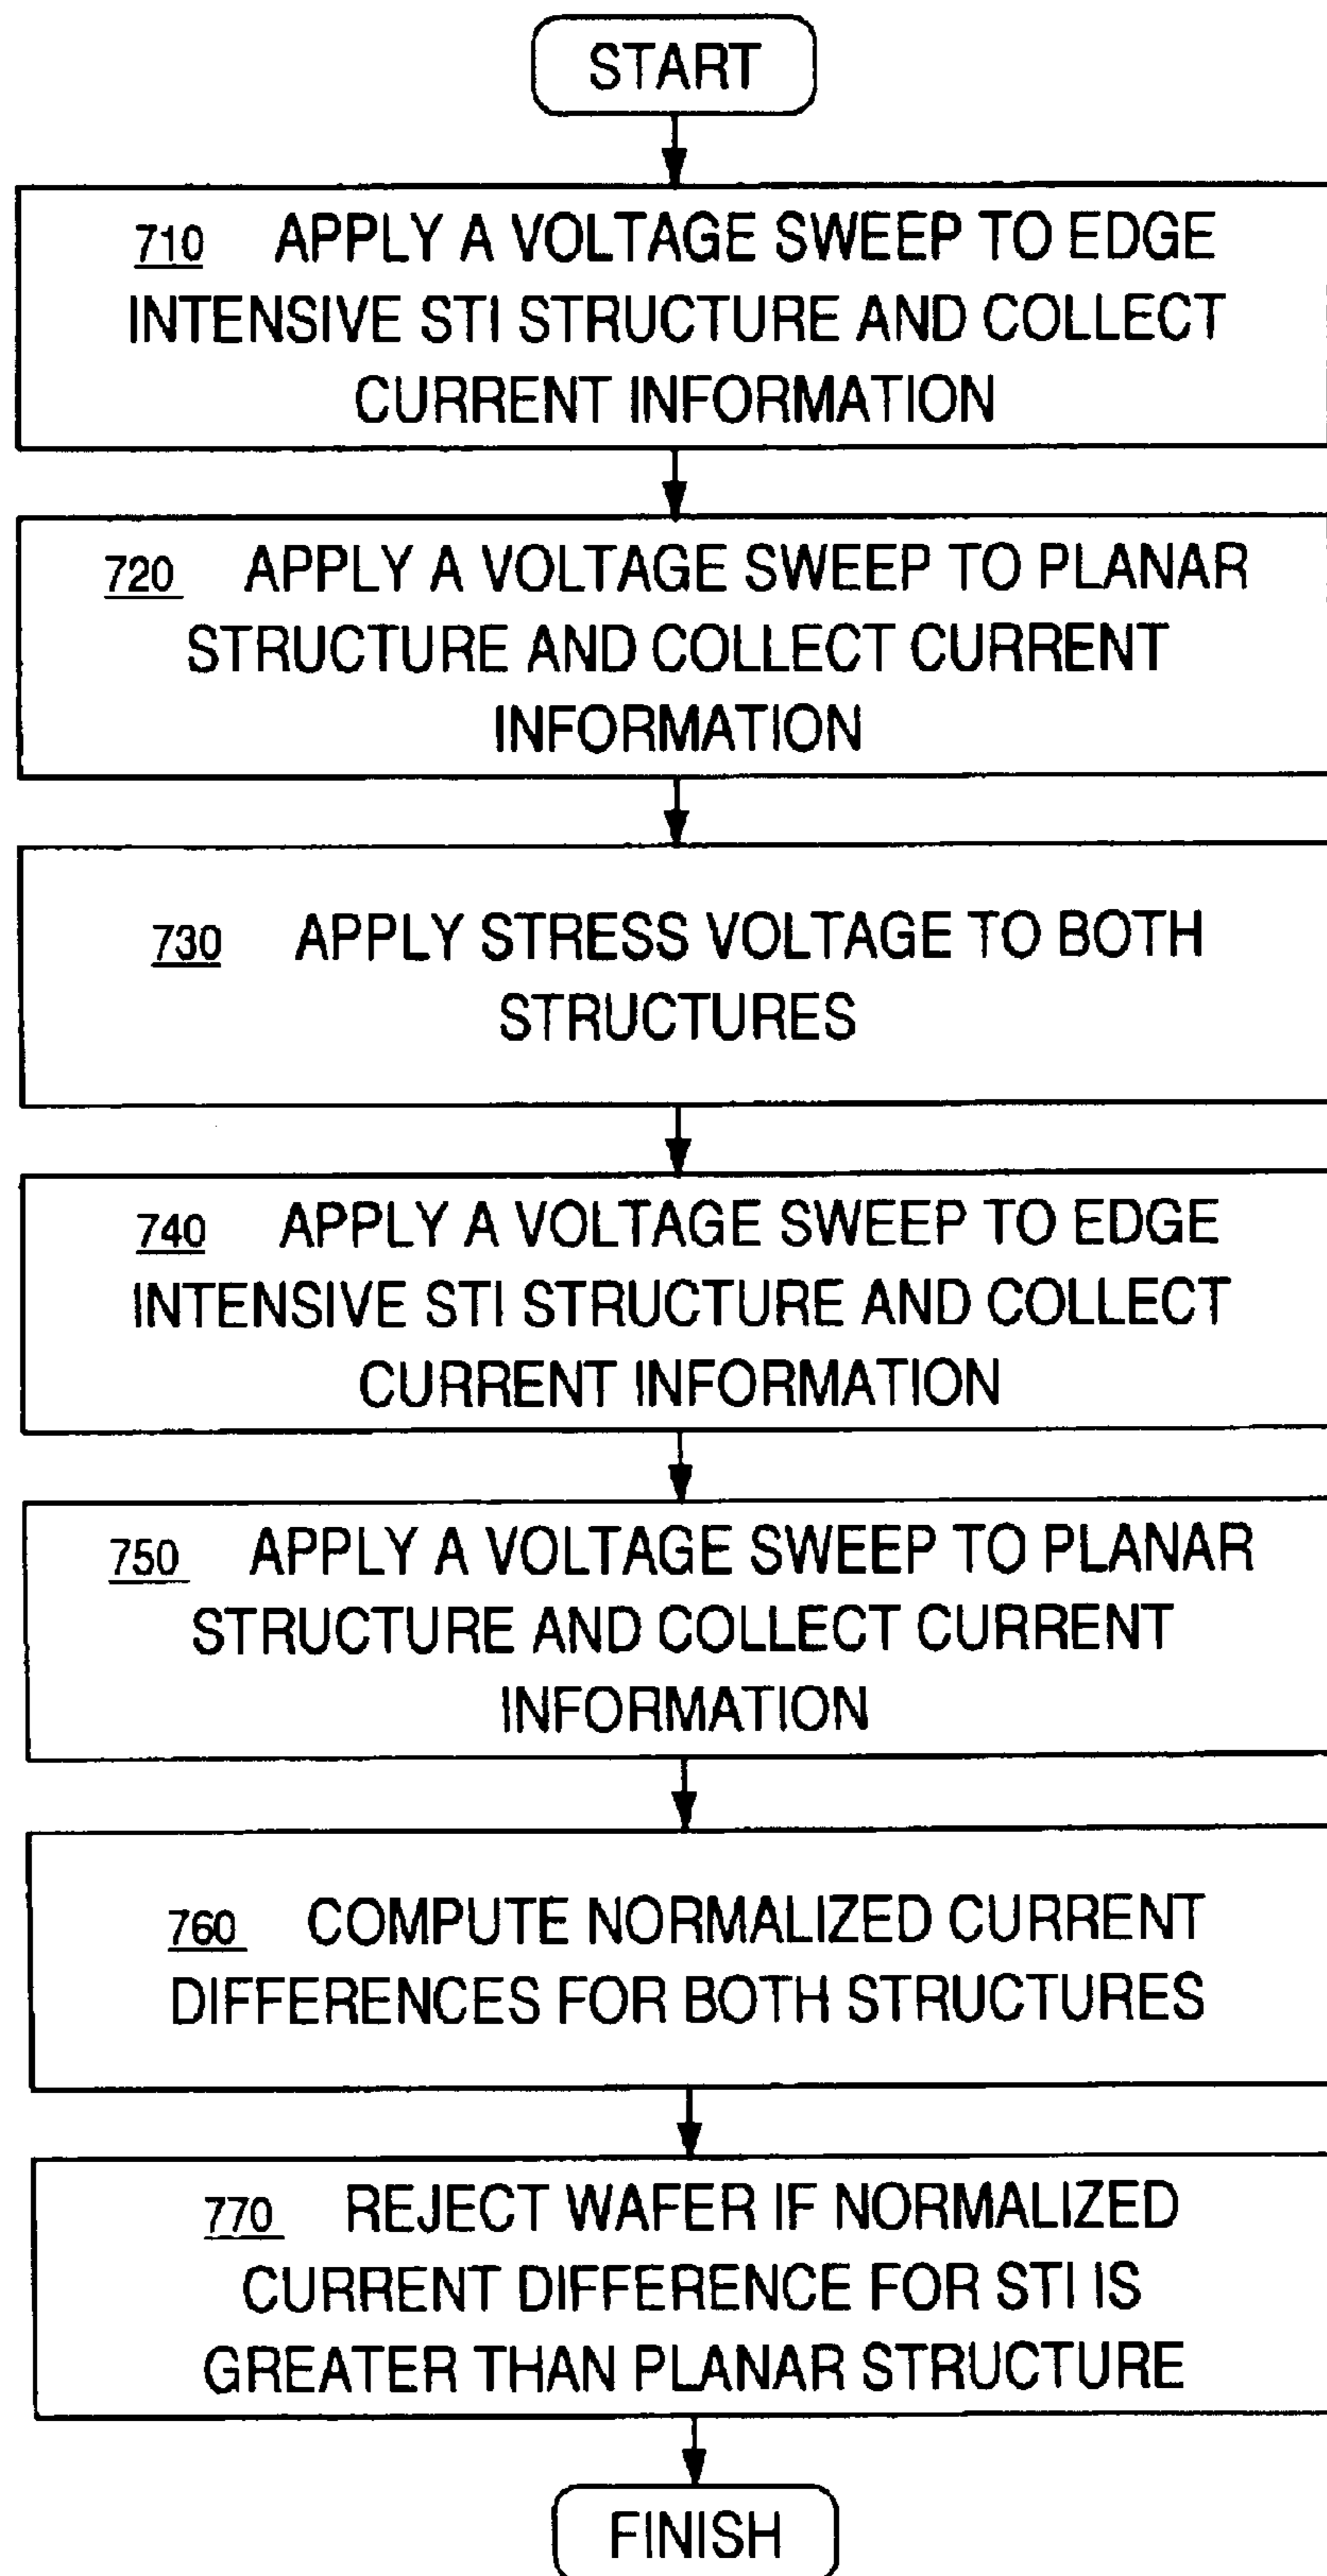 START
710 APPLY A VOLTAGE SWEEP TO EDGE
INTENSIVE STI STRUCTURE AND COLLECT
CURRENT INFORMATION
720 APPLY A VOLTAGE SWEEP TO PLANAR
STRUCTURE AND COLLECT CURRENT
INFORMATION
730 APPLY STRESS VOLTAGE TO BOTH
STRUCTURES
740 APPLY A VOLTAGE SWEEP TO EDGE
INTENSIVE STI STRUCTURE AND COLLECT
CURRENT INFORMATION
750 APPLY A VOLTAGE SWEEP TO PLANAR
STRUCTURE AND COLLECT CURRENT
INFORMATION
760 COMPUTE NORMALIZED CURRENT
DIFFERENCES FOR BOTH STRUCTURES
770 REJECT WAFER IF NORMALIZED
CURRENT DIFFERENCE FOR STI IS
GREATER THAN PLANAR STRUCTURE
FINISH